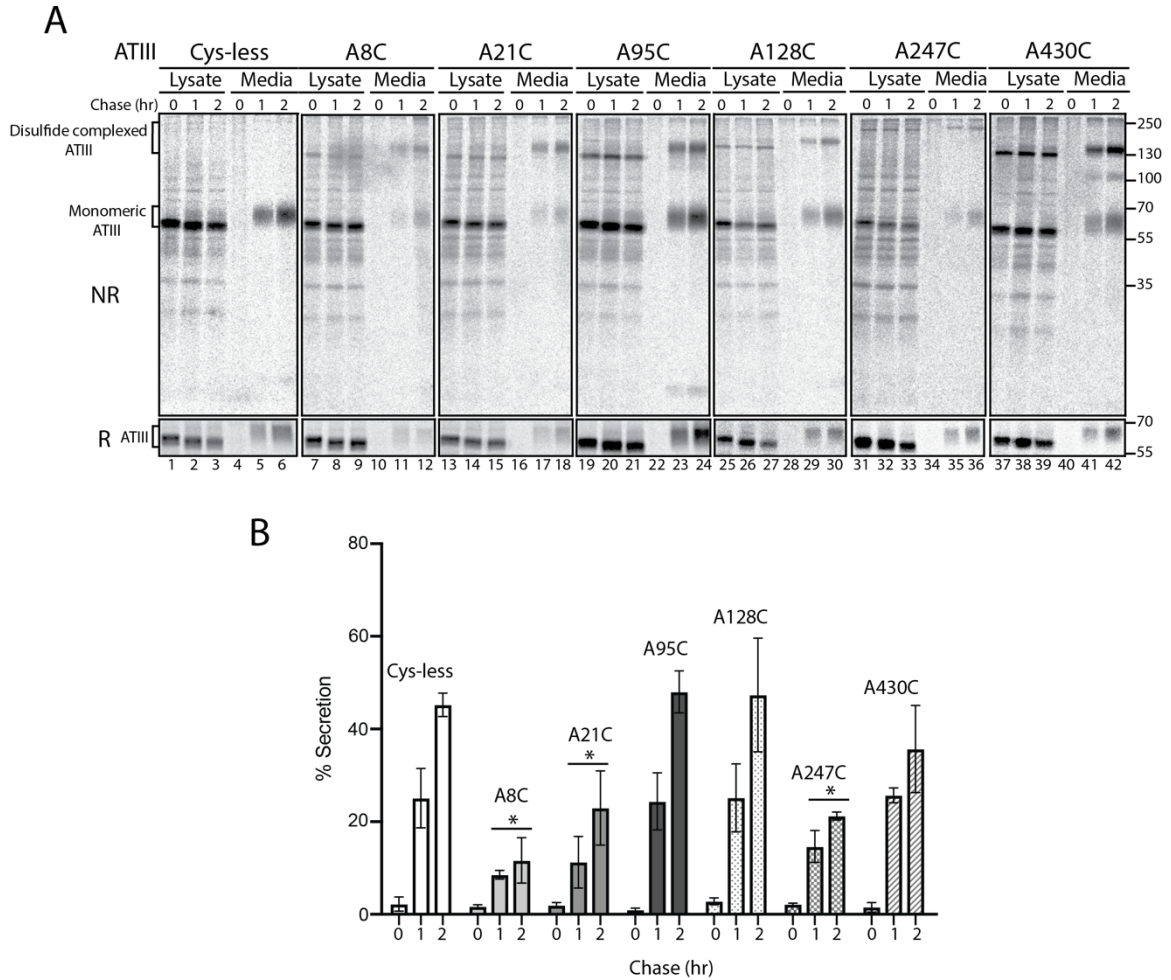 A
ATIII Cys-less A8C A21C A95C A128C A247C A430C
Lysate Media Lysate Media Lysate Media Lysate Media Lysate Media Lysate Media Lysate Media
Chase (hr) 0 1 2 0 1 2 0 1 2 0 1 2 0 1 2 0 1 2 0 1 2 0 1 2 0 1 2 0 1 2 0 1 2 0 1 2 0 1 2 0 1 2
Disulfide complexed
ATIII
250
130
100
Monomeric
ATIII
70
55
NR
35
R ATIII
70
55
1 2 3 4 5 6 7 8 9 10 11 12 13 14 15 16 17 18 19 20 21 22 23 24 25 26 27 28 29 30 31 32 33 34 35 36 37 38 39 40 41 42
B
80
60
40
20
0
% Secretion
Cys-less
A8C
*
A21C
*
A95C
A128C
A247C
*
A430C
0 1 2 0 1 2 0 1 2 0 1 2 0 1 2 0 1 2 0 1 2
Chase (hr)